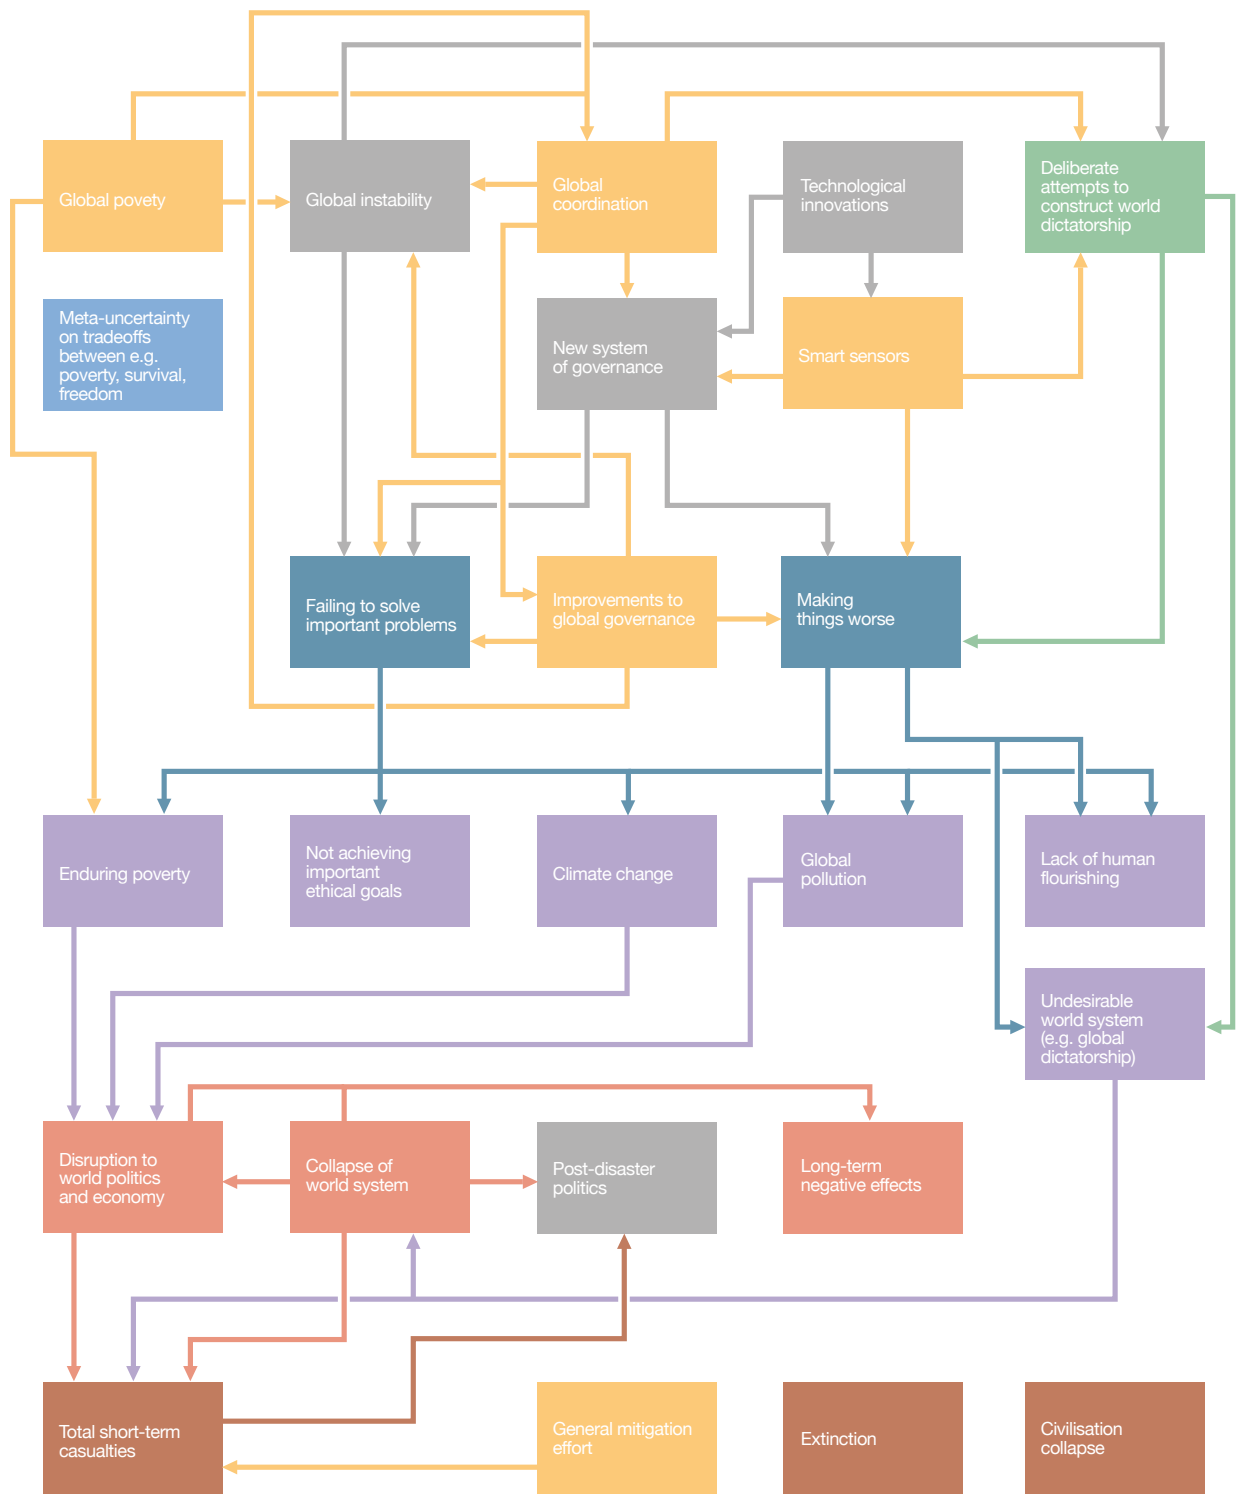 Global povety
Global instability
Global
coordination
Technological
innovations
Deliberate
attempts to
construct world
dictatorship
Meta-uncertainty
on tradeoffs
between e.g.
poverty, survival,
freedom
New system
of governance
Smart sensors
Failing to solve
important problems
Improvements to
global governance
Making
things worse
Enduring poverty
Not achieving
important
ethical goals
Climate change
Global
pollution
Lack of human
flourishing
Undesirable
world system
(e.g. global
dictatorship)
Disruption to
world politics
and economy
Collapse of
world system
Post-disaster
politics
Long-term
negative effects
Total short-term
casualties
General mitigation
effort
Extinction
Civilisation
collapse